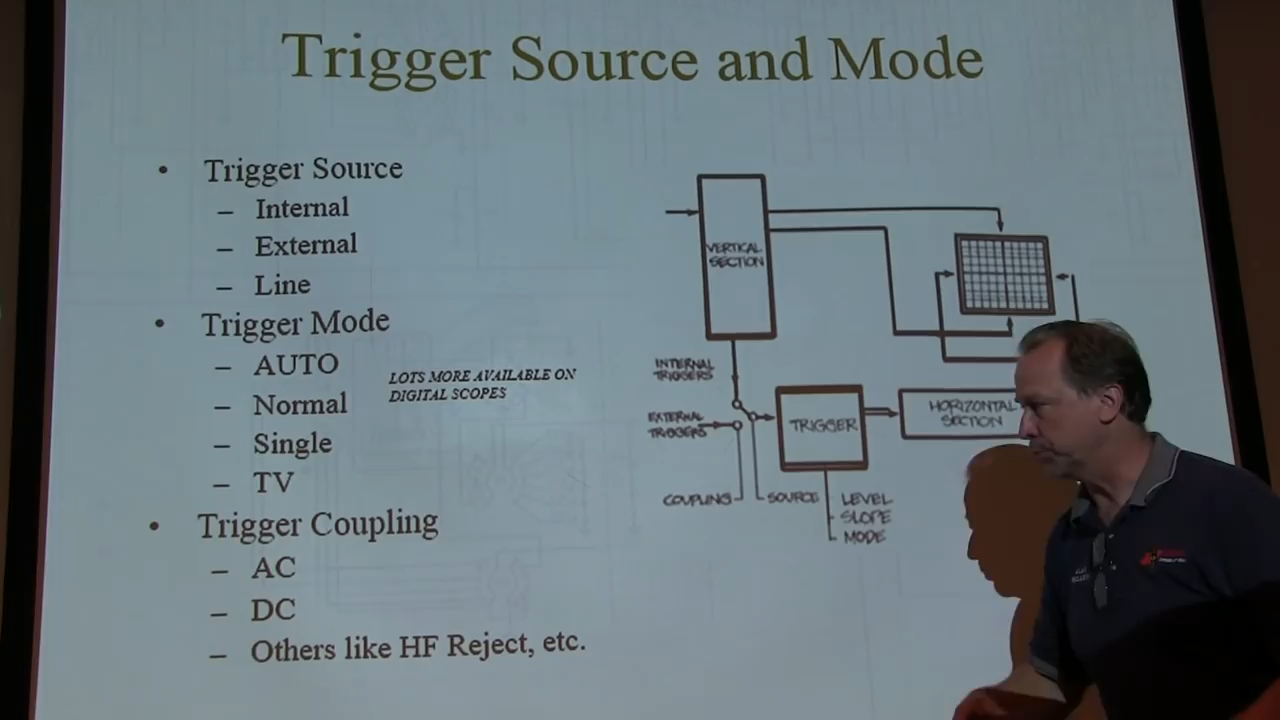 Trigger Source and Mode
• Trigger Source
– Internal
– External
– Line
• Trigger Mode
– AUTO
– Normal
– Single
– TV
LOTS MORE AVAILABLE ON
DIGITAL SCOPES
• Trigger Coupling
– AC
– DC
– Others like HF Reject, etc.
VERTICAL
SECTION
INTERNAL
TRIGGERS
EXTERNAL
TRIGGERS
TRIGGER
HORIZONTAL
SECTION
COUPLING
SOURCE
LEVEL
SLOPE
MODE